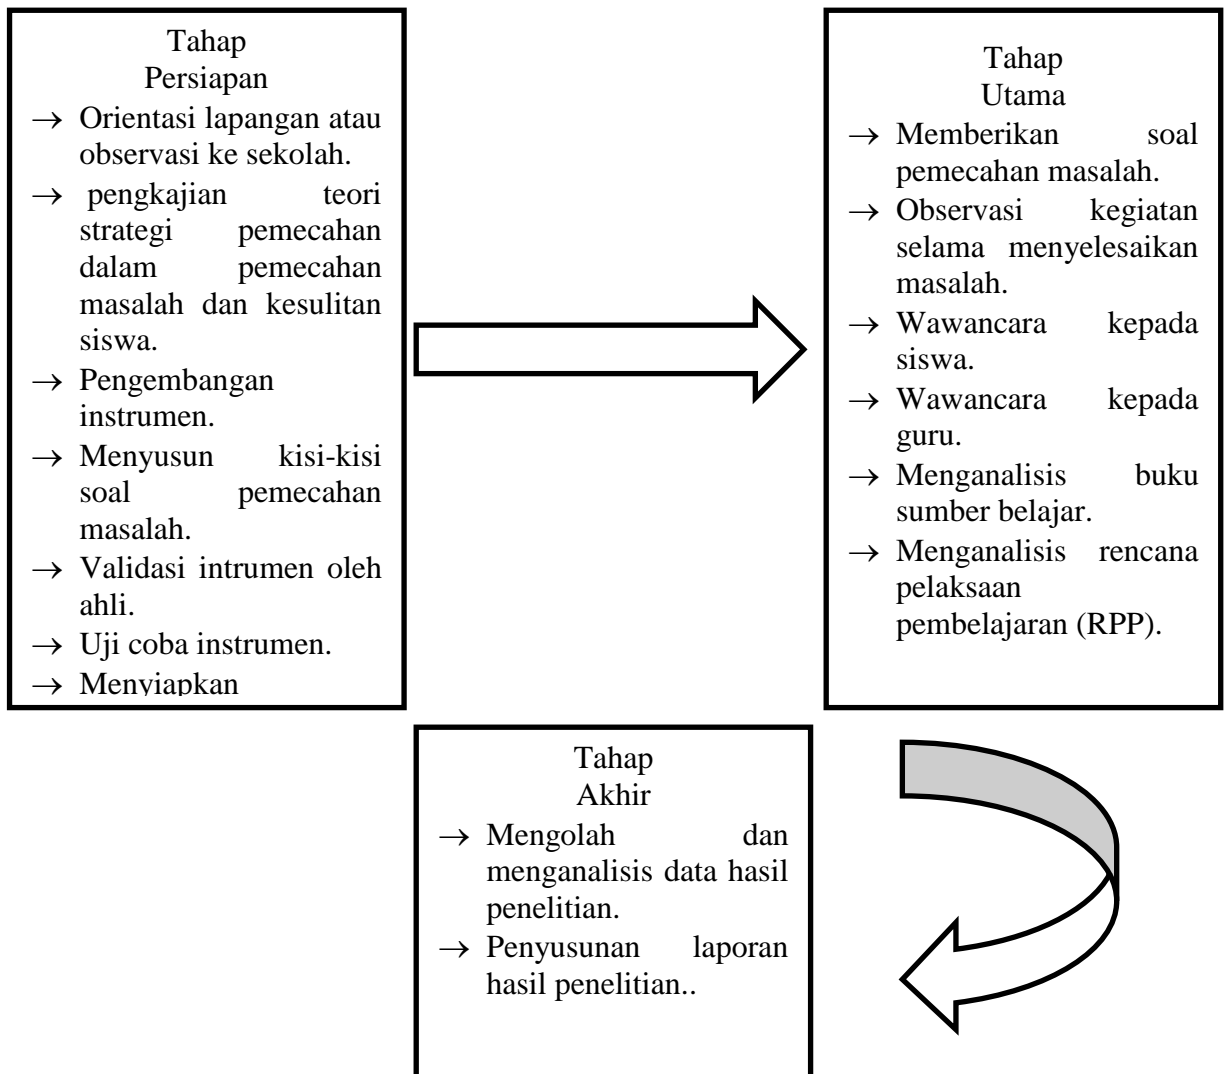 Tahap
Persiapan
→ Orientasi lapangan atau
observasi ke sekolah.
→ pengkajian teori
strategi pemecahan
dalam pemecahan
masalah dan kesulitan
siswa.
→ Pengembangan
instrumen.
→ Menyusun kisi-kisi
soal pemecahan
masalah.
→ Validasi intrumen oleh
ahli.
→ Uji coba instrumen.
→ Menyiapkan
Tahap
Utama
→ Memberikan soal
pemecahan masalah.
→ Observasi kegiatan
selama menyelesaikan
masalah.
→ Wawancara kepada
siswa.
→ Wawancara kepada
guru.
→ Menganalisis buku
sumber belajar.
→ Menganalisis rencana
pelaksaan
pembelajaran (RPP).
Tahap
Akhir
→ Mengolah dan
menganalisis data hasil
penelitian.
→ Penyusunan laporan
hasil penelitian..